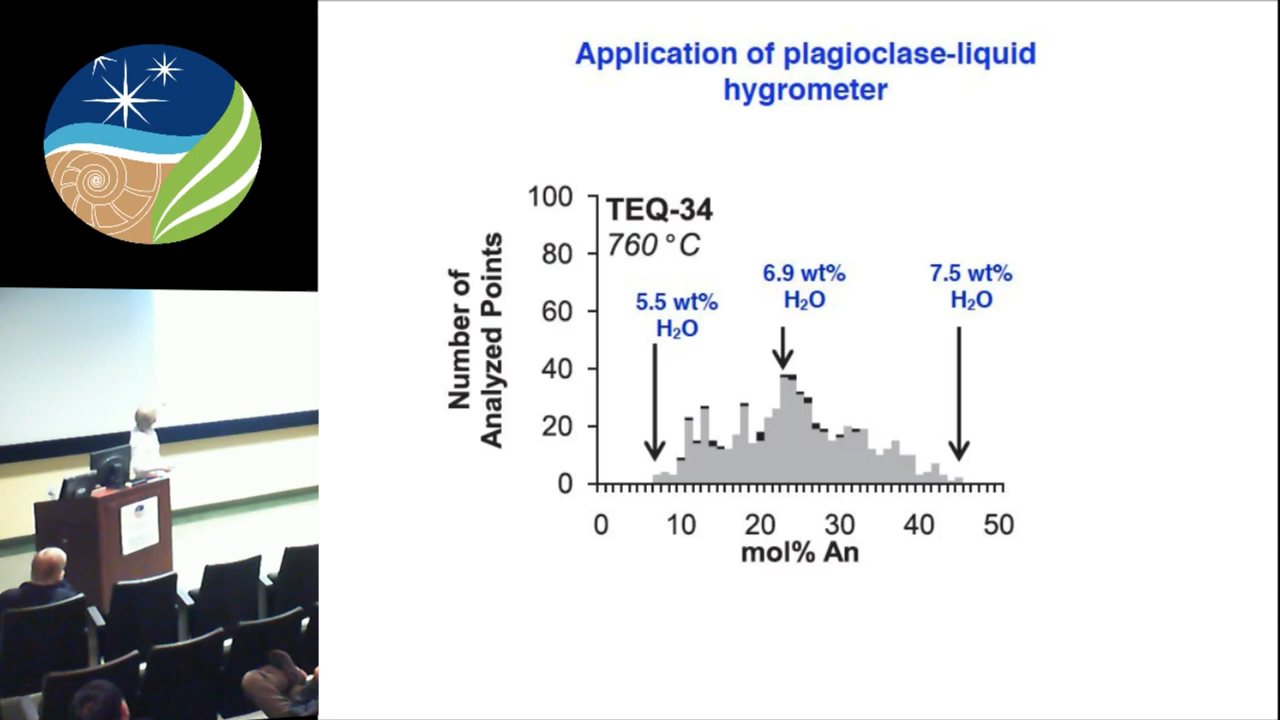 Application of plagioclase-liquid
hygrometer
100
80
60
40
20
0
Number of
Analyzed Points
TEQ-34
760 °C
5.5 wt%
H₂O
6.9 wt%
H₂O
7.5 wt%
H₂O
0 10 20 30 40 50
mol% An